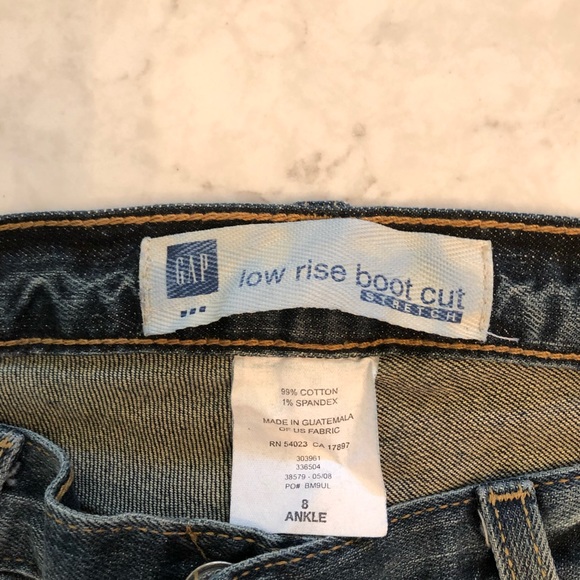 GAP
low rise boot cut
STRETCH
99% COTTON
1% SPANDEX
MADE IN GUATEMALA
OF US FABRIC
RN 54023 CA 17897
303961
336504
38579 - 05/08
PO# BM9UL
8
ANKLE